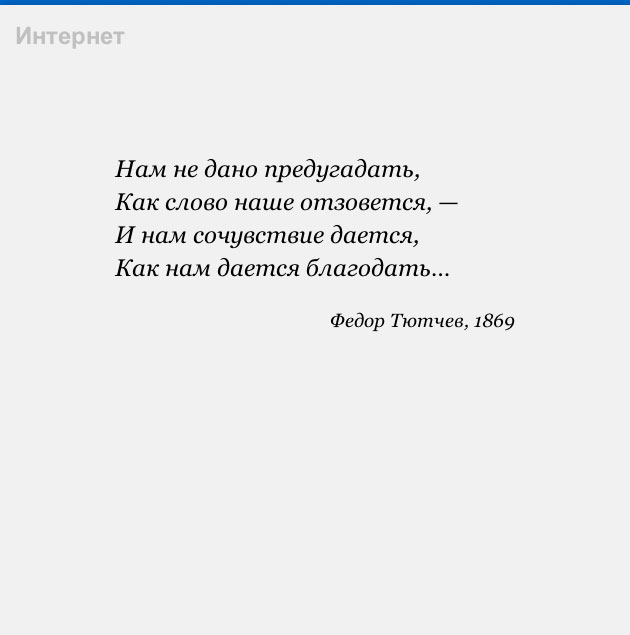 Интернет
Нам не дано предугадать,
Как слово наше отзовется, —
И нам сочувствие дается,
Как нам дается благодать...
Федор Тютчев, 1869